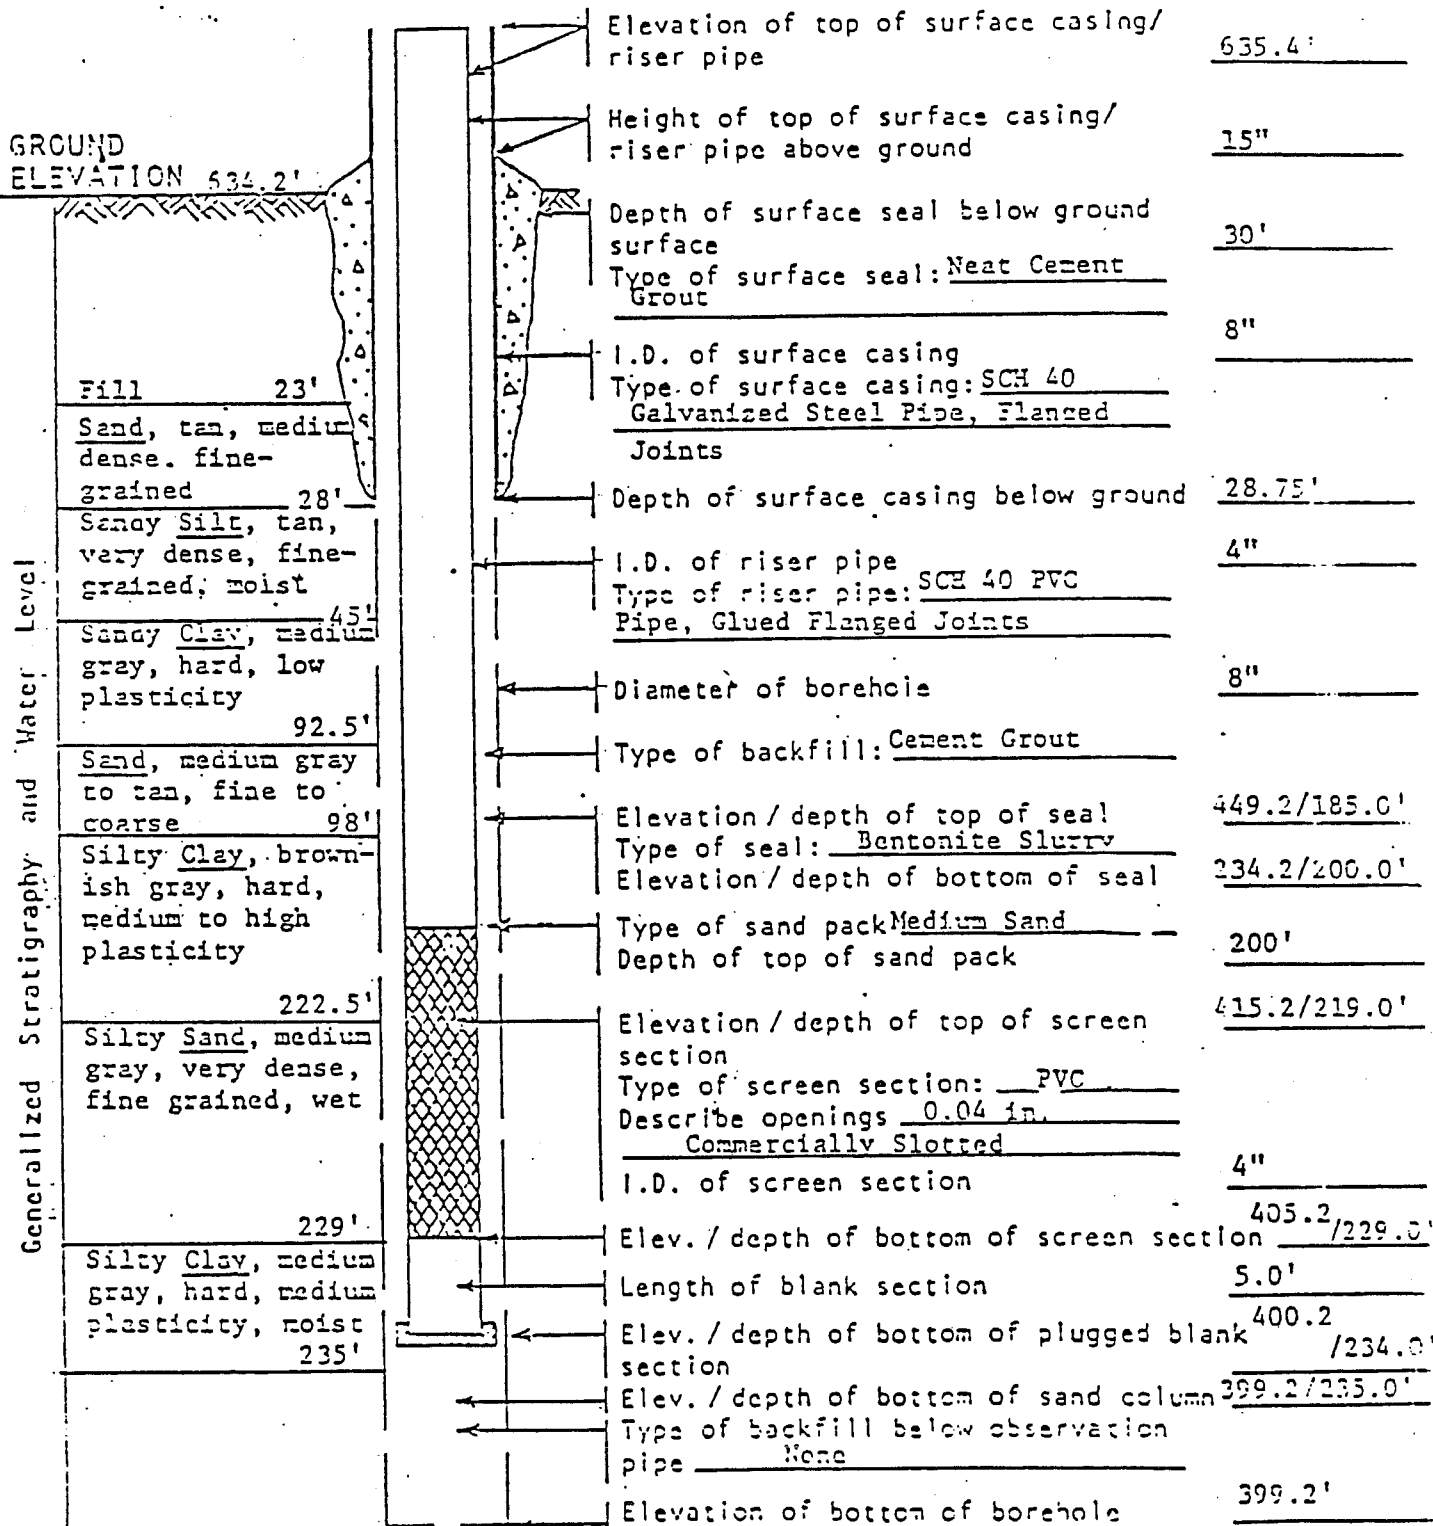 Elevation of top of surface casing/
riser pipe 635.4'
Height of top of surface casing/
riser pipe above ground 15"
GROUND
ELEVATION 634.2'
Depth of surface seal below ground
surface 30'
Type of surface seal: Neat Cement
Grout
I.D. of surface casing 8"
Type of surface casing: SCH 40
Galvanized Steel Pipe, Flanged
Joints
Depth of surface casing below ground 28.75'
I.D. of riser pipe 4"
Type of riser pipe: SCH 40 PVC
Pipe, Glued Flanged Joints
Diameter of borehole 8"
Type of backfill: Cement Grout
Elevation / depth of top of seal 449.2/185.0'
Type of seal: Bentonite Slurry
Elevation / depth of bottom of seal 234.2/200.0'
Type of sand pack Medium Sand
Depth of top of sand pack 200'
Elevation / depth of top of screen 415.2/219.0'
section
Type of screen section: PVC
Describe openings 0.04 in.
Commercially Slotted
I.D. of screen section 4"
Elev. / depth of bottom of screen section 405.2/229.0'
Length of blank section 5.0'
Elev. / depth of bottom of plugged blank 400.2/234.0'
section
Elev. / depth of bottom of sand column 399.2/235.0'
Type of backfill below observation
pipe None
Elevation of bottom of borehole 399.2'
Generalized Stratigraphy and Water Level
Fill 23'
Sand, tan, medium
dense. fine-
grained 28'
Sandy Silt, tan,
very dense, fine-
grained, moist
45'
Sandy Clay, medium
gray, hard, low
plasticity
92.5'
Sand, medium gray
to tan, fine to
coarse 98'
Silty Clay, brown-
ish gray, hard,
medium to high
plasticity
222.5'
Silty Sand, medium
gray, very dense,
fine grained, wet
229'
Silty Clay, medium
gray, hard, medium
plasticity, moist
235'